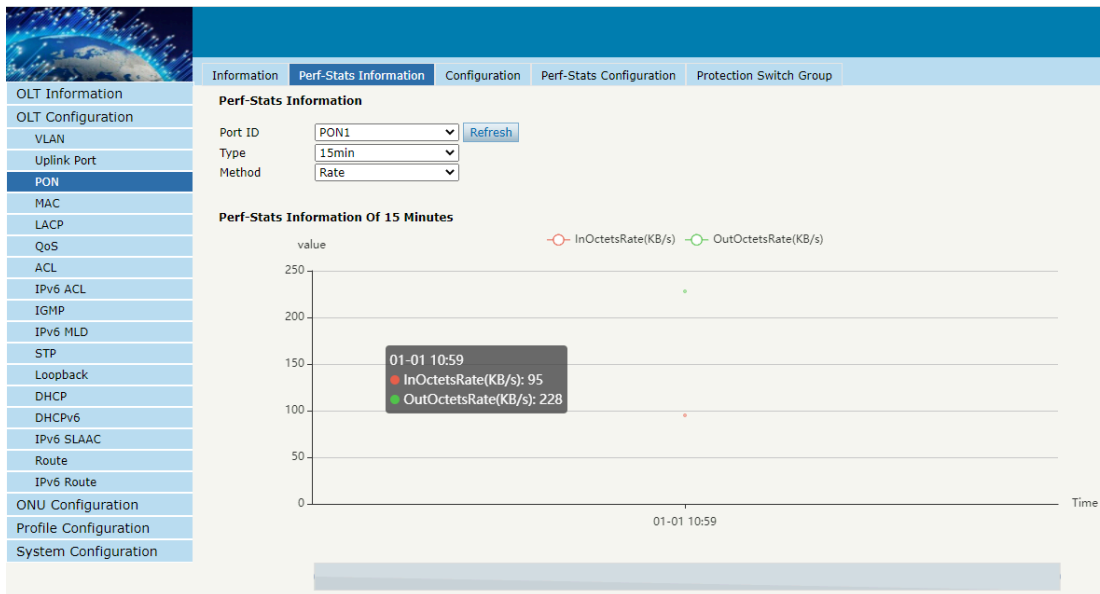 Information Perf-Stats Information Configuration Perf-Stats Configuration Protection Switch Group
OLT Information
OLT Configuration
VLAN
Uplink Port
PON
MAC
LACP
QoS
ACL
IPv6 ACL
IGMP
IPv6 MLD
STP
Loopback
DHCP
DHCPv6
IPv6 SLAAC
Route
IPv6 Route
ONU Configuration
Profile Configuration
System Configuration
Perf-Stats Information
Port ID PON1 Refresh
Type 15min
Method Rate
Perf-Stats Information Of 15 Minutes
value InOctetsRate(KB/s) OutOctetsRate(KB/s)
250
200
150
100
50
0
01-01 10:59
InOctetsRate(KB/s): 95
OutOctetsRate(KB/s): 228
Time
01-01 10:59